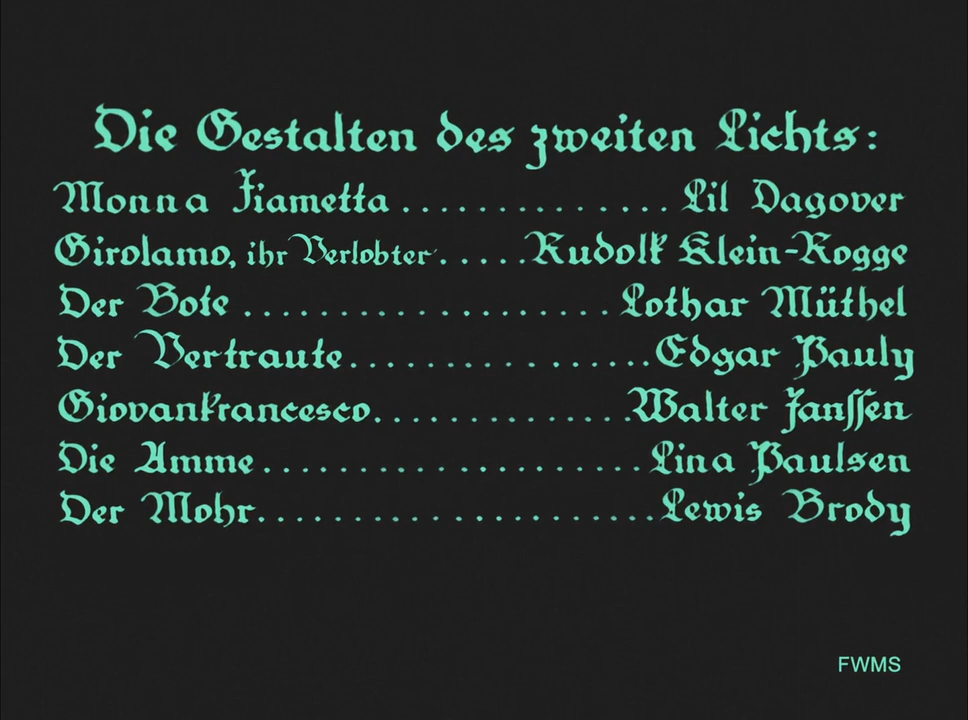 Die Gestalten des zweiten Lichts:
Monna Fiametta .............. Lil Dagover
Girolamo, ihr Verlobter ..... Rudolf Klein-Rogge
Der Bote ................... Lothar Müthel
Der Vertraute ................ Edgar Pauly
Giovanfrancesco ............. Walter Janssen
Die Amme .................... Lina Paulsen
Der Mohr ..................... Lewis Brody
FWMS